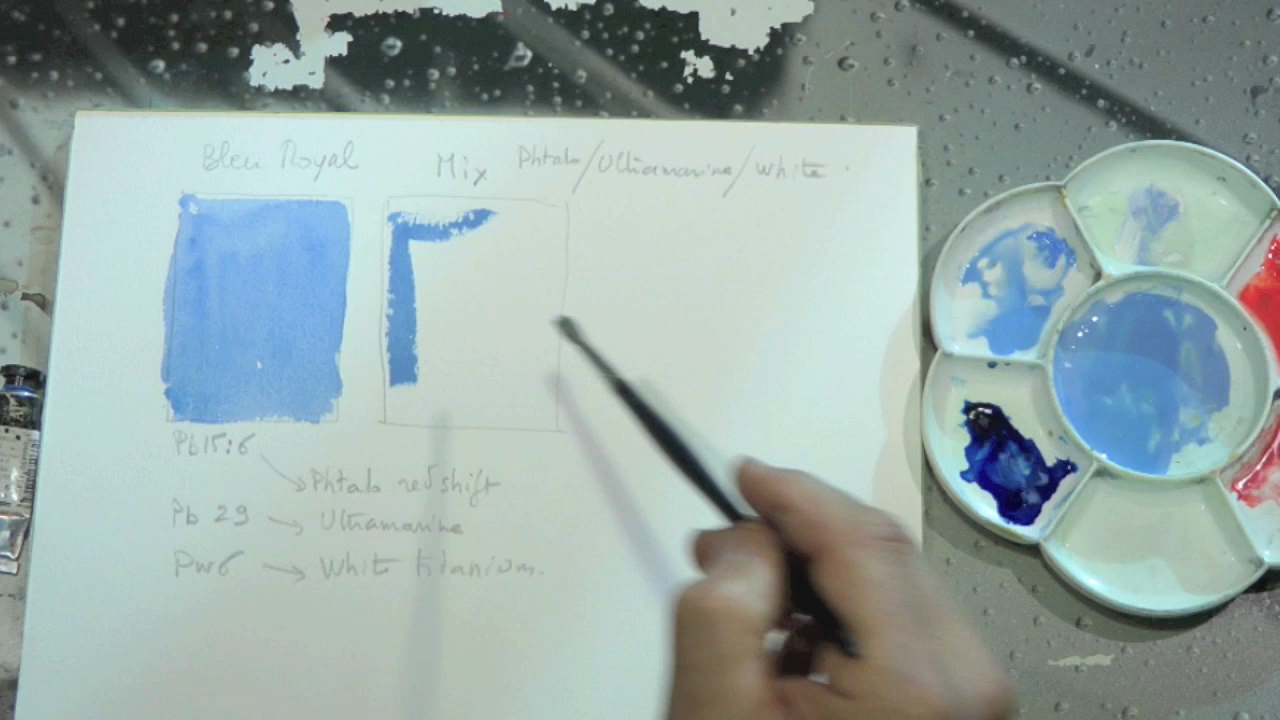 Bleu Royal
Mix Phtalo/Ultramarine/White.
Pb15:6
→Phtalo red shift
Pb 29 → Ultramarine
Pw6 → White titanium.